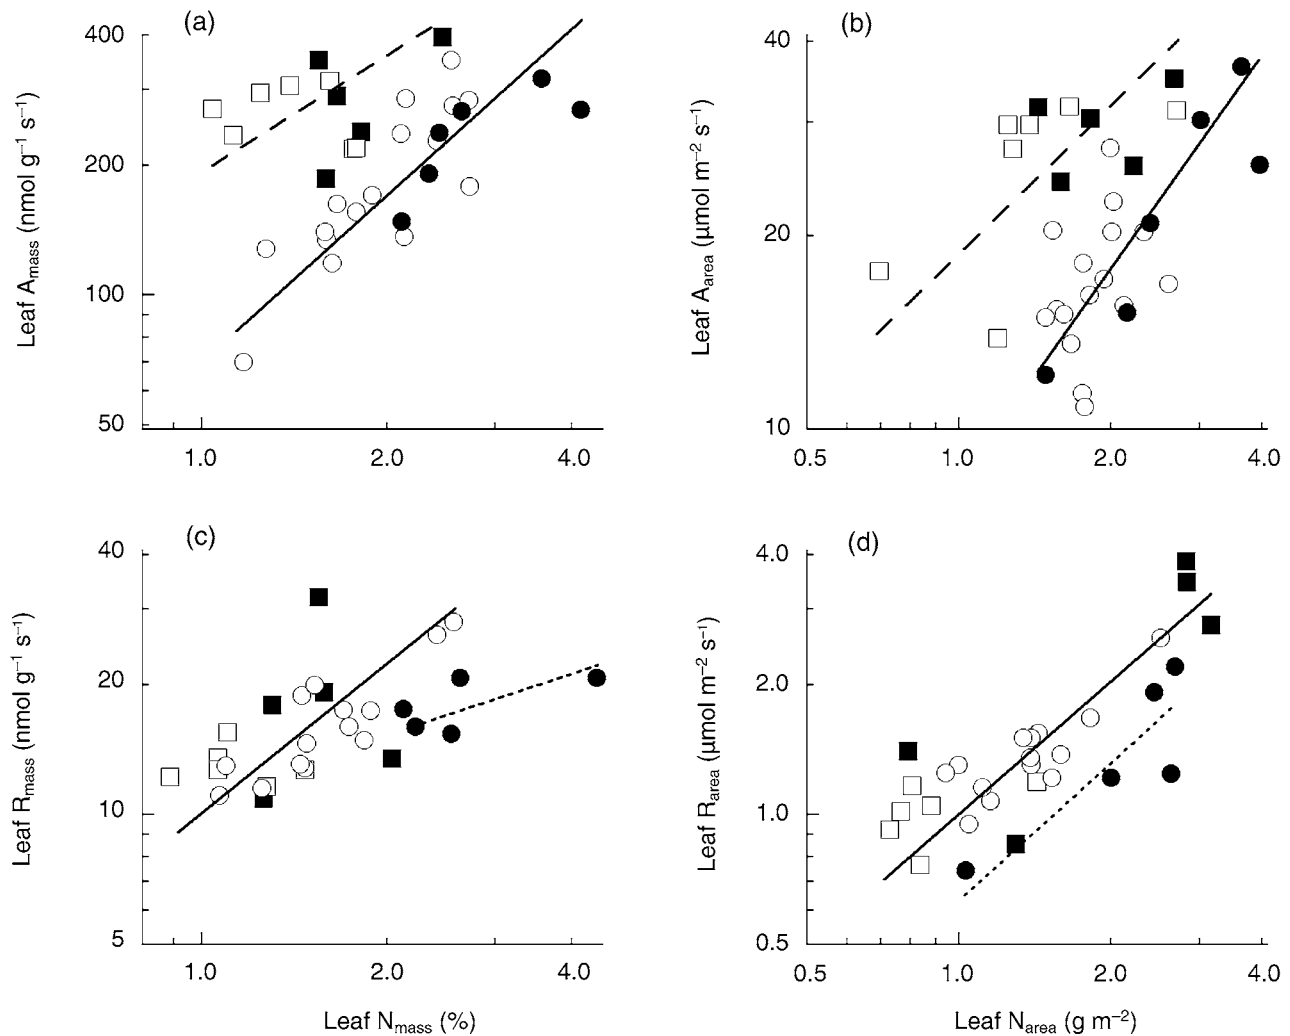 (a)
400
200
100
50
1.0 2.0 4.0
Leaf A_mass (nmol g⁻¹ s⁻¹)
(b)
40
20
10
0.5 1.0 2.0 4.0
Leaf A_area (µmol m⁻² s⁻¹)
(c)
40
20
10
5
1.0 2.0 4.0
Leaf R_mass (nmol g⁻¹ s⁻¹)
Leaf N_mass (%)
(d)
4.0
2.0
1.0
0.5
0.5 1.0 2.0 4.0
Leaf R_area (µmol m⁻² s⁻¹)
Leaf N_area (g m⁻²)